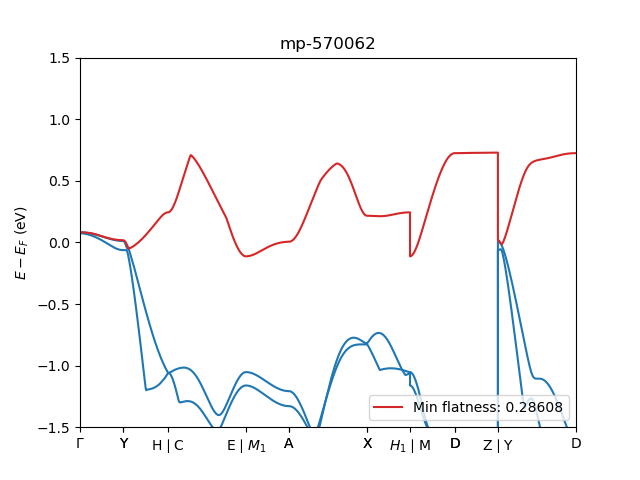 mp-570062
E − E_F (eV)
1.5
1.0
0.5
0.0
−0.5
−1.0
−1.5
Min flatness: 0.28608
Γ Y H | C E | M₁ A X H₁ | M D Z | Y D